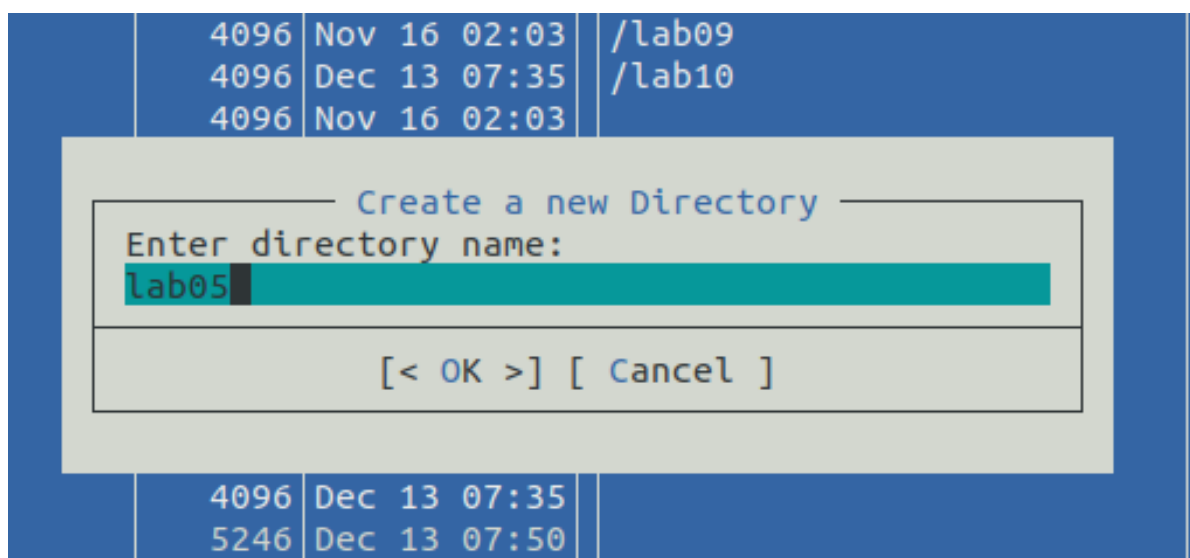 4096 Nov 16 02:03 /lab09
4096 Dec 13 07:35 /lab10
4096 Nov 16 02:03
Create a new Directory
Enter directory name:
lab05
[< OK >] [ Cancel ]
4096 Dec 13 07:35
5246 Dec 13 07:50